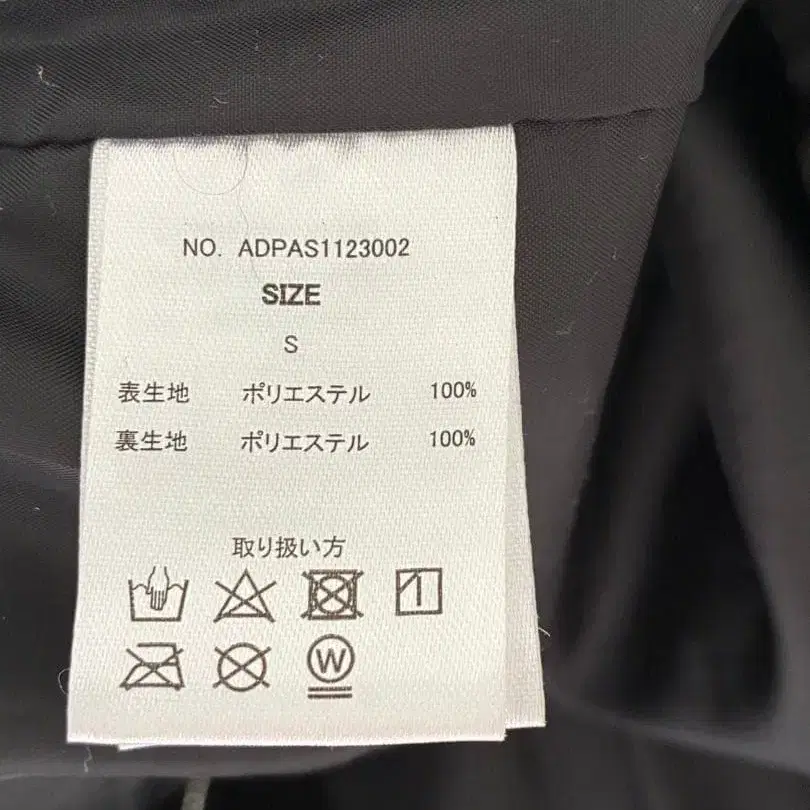 NO. ADPAS1123002
SIZE
S
表生地 ポリエステル 100%
裏生地 ポリエステル 100%
取り扱い方
W